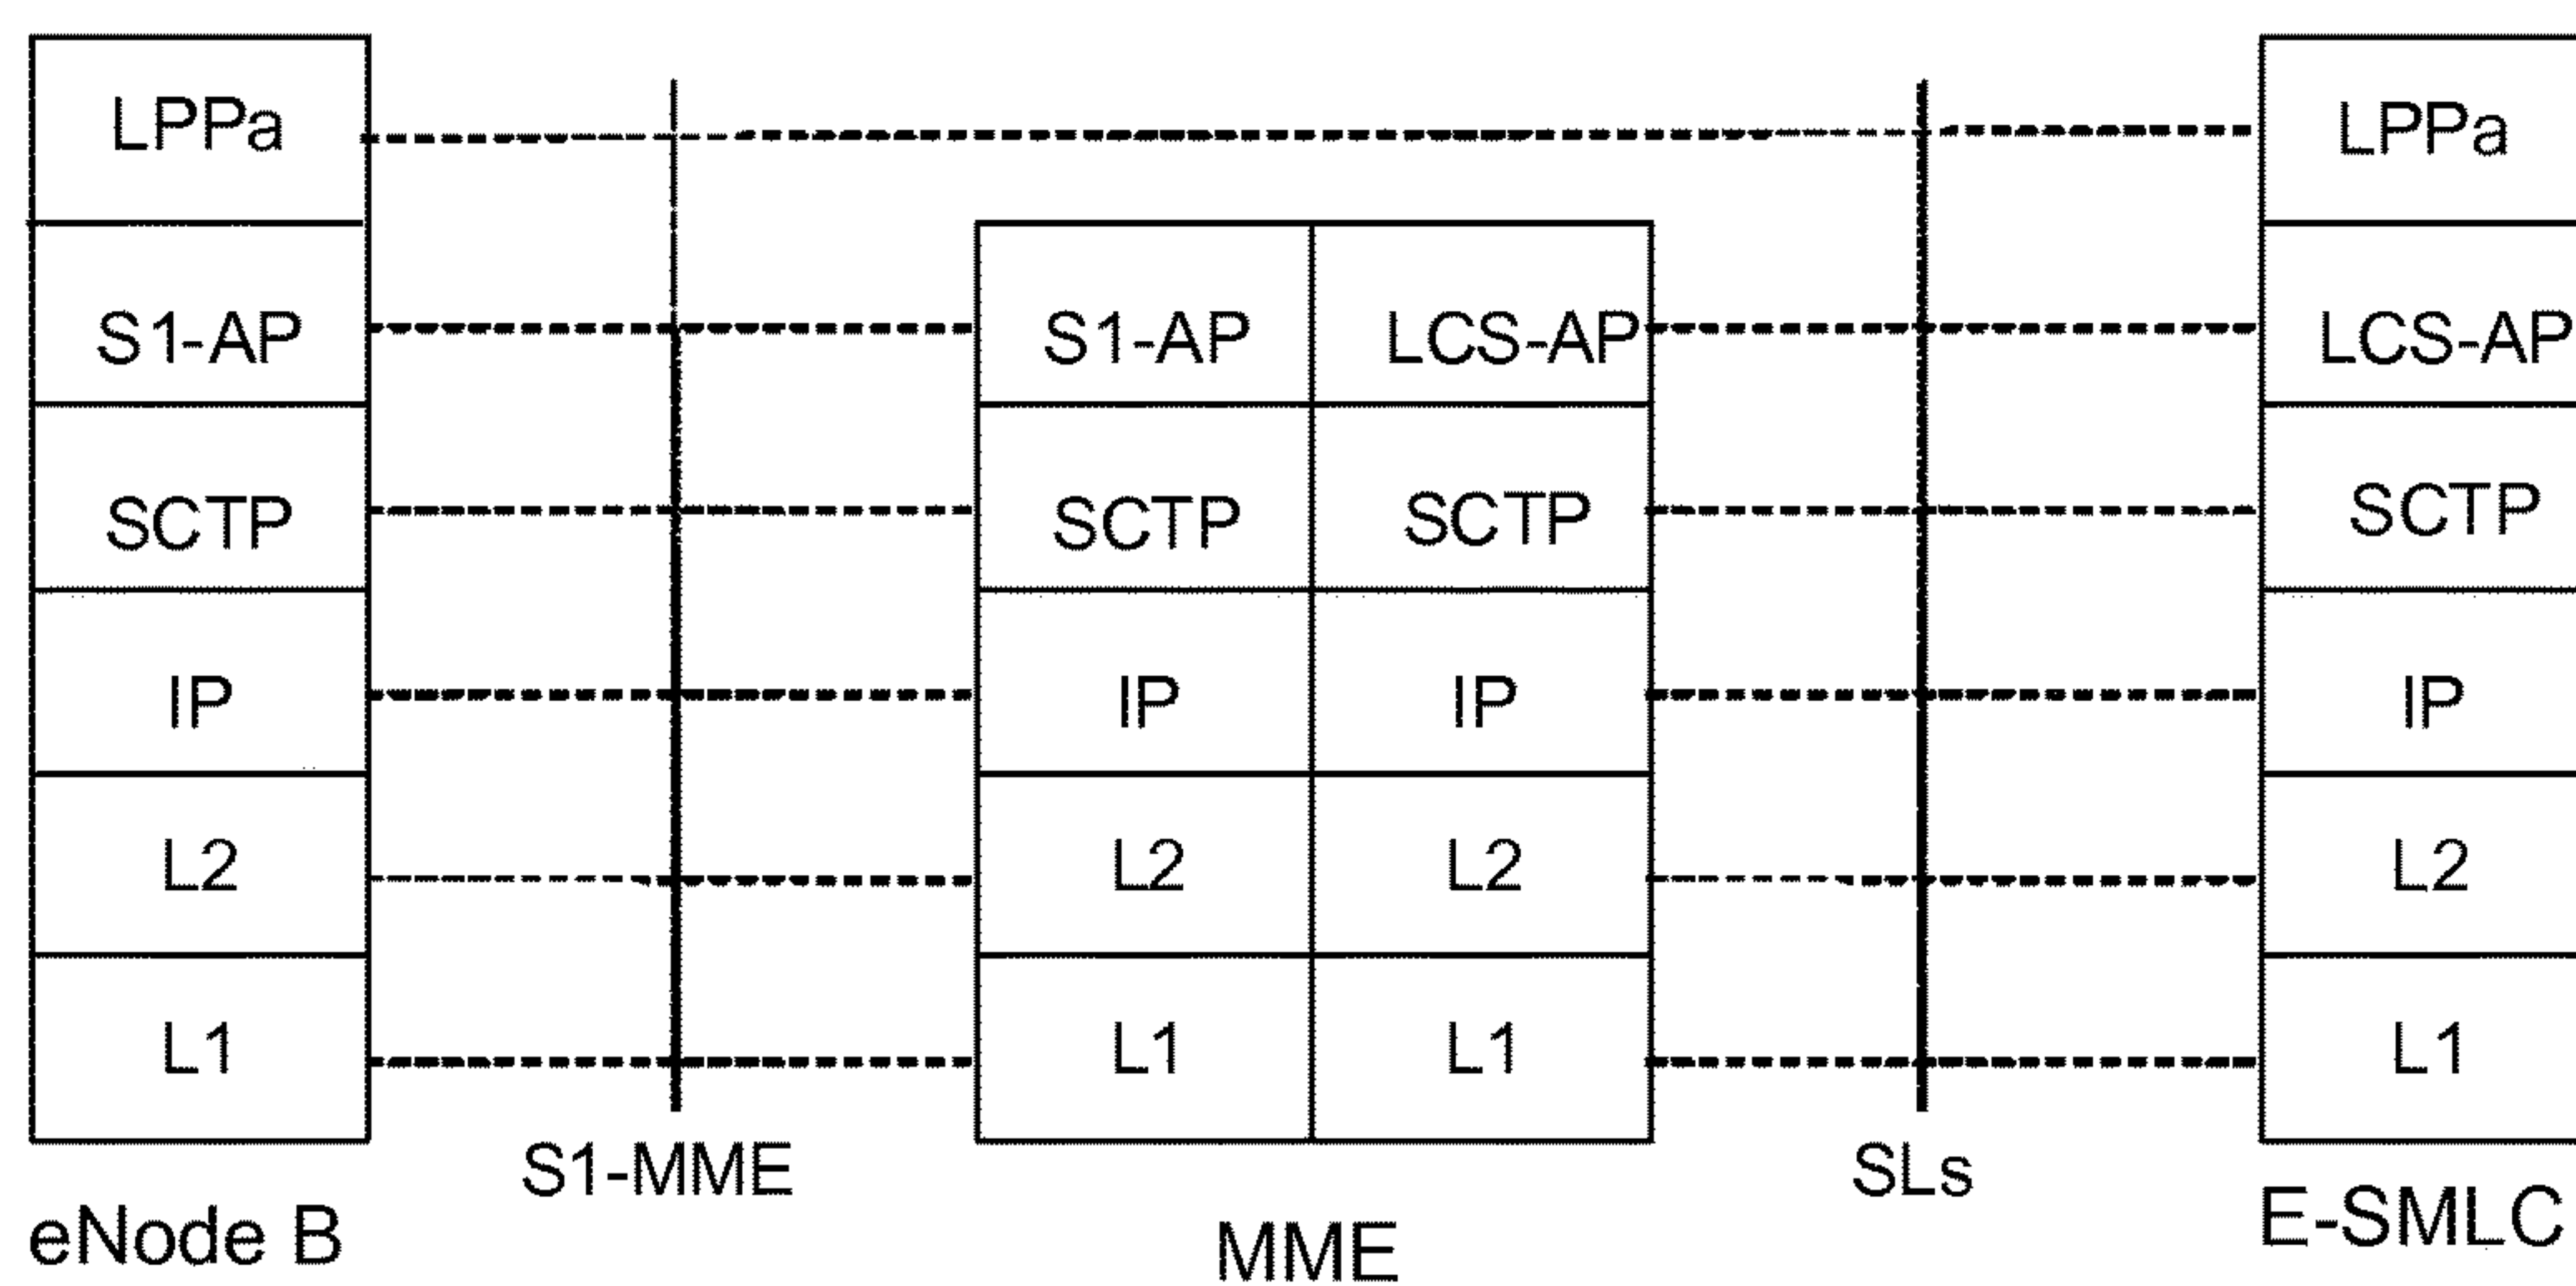 LPPa LPPa
S1-AP S1-AP LCS-AP LCS-AP
SCTP SCTP SCTP SCTP
IP IP IP IP
L2 L2 L2 L2
L1 L1 L1 L1
S1-MME SLs
eNode B MME E-SMLC